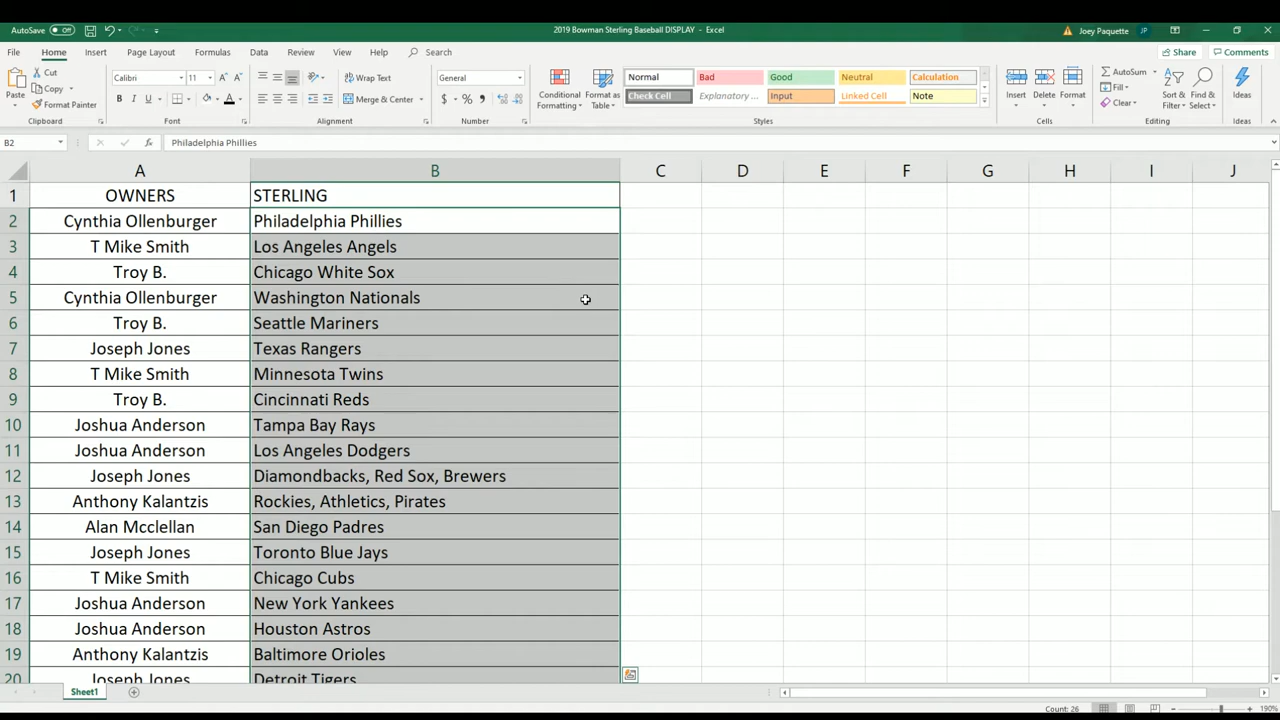 AutoSave Off
2019 Bowman Sterling Baseball DISPLAY - Excel
Joey Paquette JP
File Home Insert Page Layout Formulas Data Review View Help Search
Share Comments
Paste
Cut
Copy
Format Painter
Clipboard
Calibri 11
B I U
Font
Wrap Text
Merge & Center
Alignment
General
$ % ,
Number
Conditional Formatting
Format as Table
Normal Bad Good Neutral Calculation
Check Cell Explanatory ... Input Linked Cell Note
Styles
Insert Delete Format
Cells
AutoSum
Fill
Clear
Sort & Filter
Find & Select
Editing
Ideas
Ideas
B2 fx Philadelphia Phillies
A B C D E F G H I J
1 OWNERS STERLING
2 Cynthia Ollenburger Philadelphia Phillies
3 T Mike Smith Los Angeles Angels
4 Troy B. Chicago White Sox
5 Cynthia Ollenburger Washington Nationals
6 Troy B. Seattle Mariners
7 Joseph Jones Texas Rangers
8 T Mike Smith Minnesota Twins
9 Troy B. Cincinnati Reds
10 Joshua Anderson Tampa Bay Rays
11 Joshua Anderson Los Angeles Dodgers
12 Joseph Jones Diamondbacks, Red Sox, Brewers
13 Anthony Kalantzis Rockies, Athletics, Pirates
14 Alan Mcclellan San Diego Padres
15 Joseph Jones Toronto Blue Jays
16 T Mike Smith Chicago Cubs
17 Joshua Anderson New York Yankees
18 Joshua Anderson Houston Astros
19 Anthony Kalantzis Baltimore Orioles
20 Joseph Jones Detroit Tigers
Sheet1
Count: 26
190%